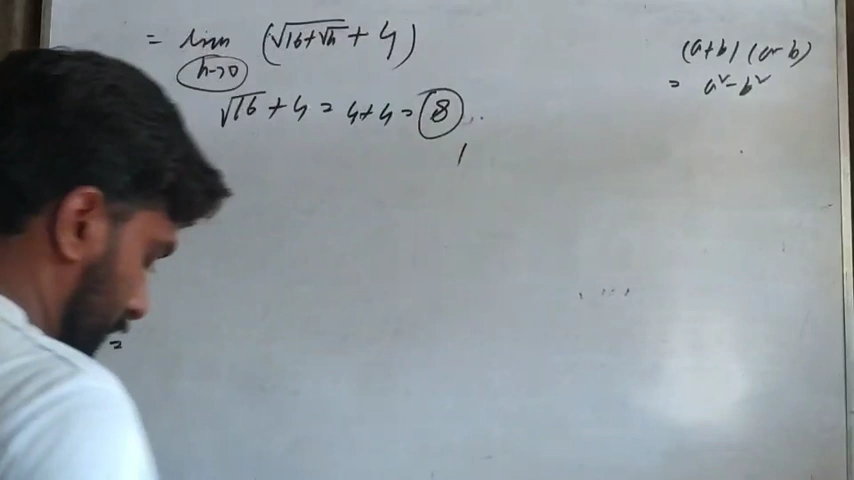 = lim (√16+√h + 4)
h→0
√16 + 4 = 4+4 = 8
(a+b) (a-b)
= a² - b²
=